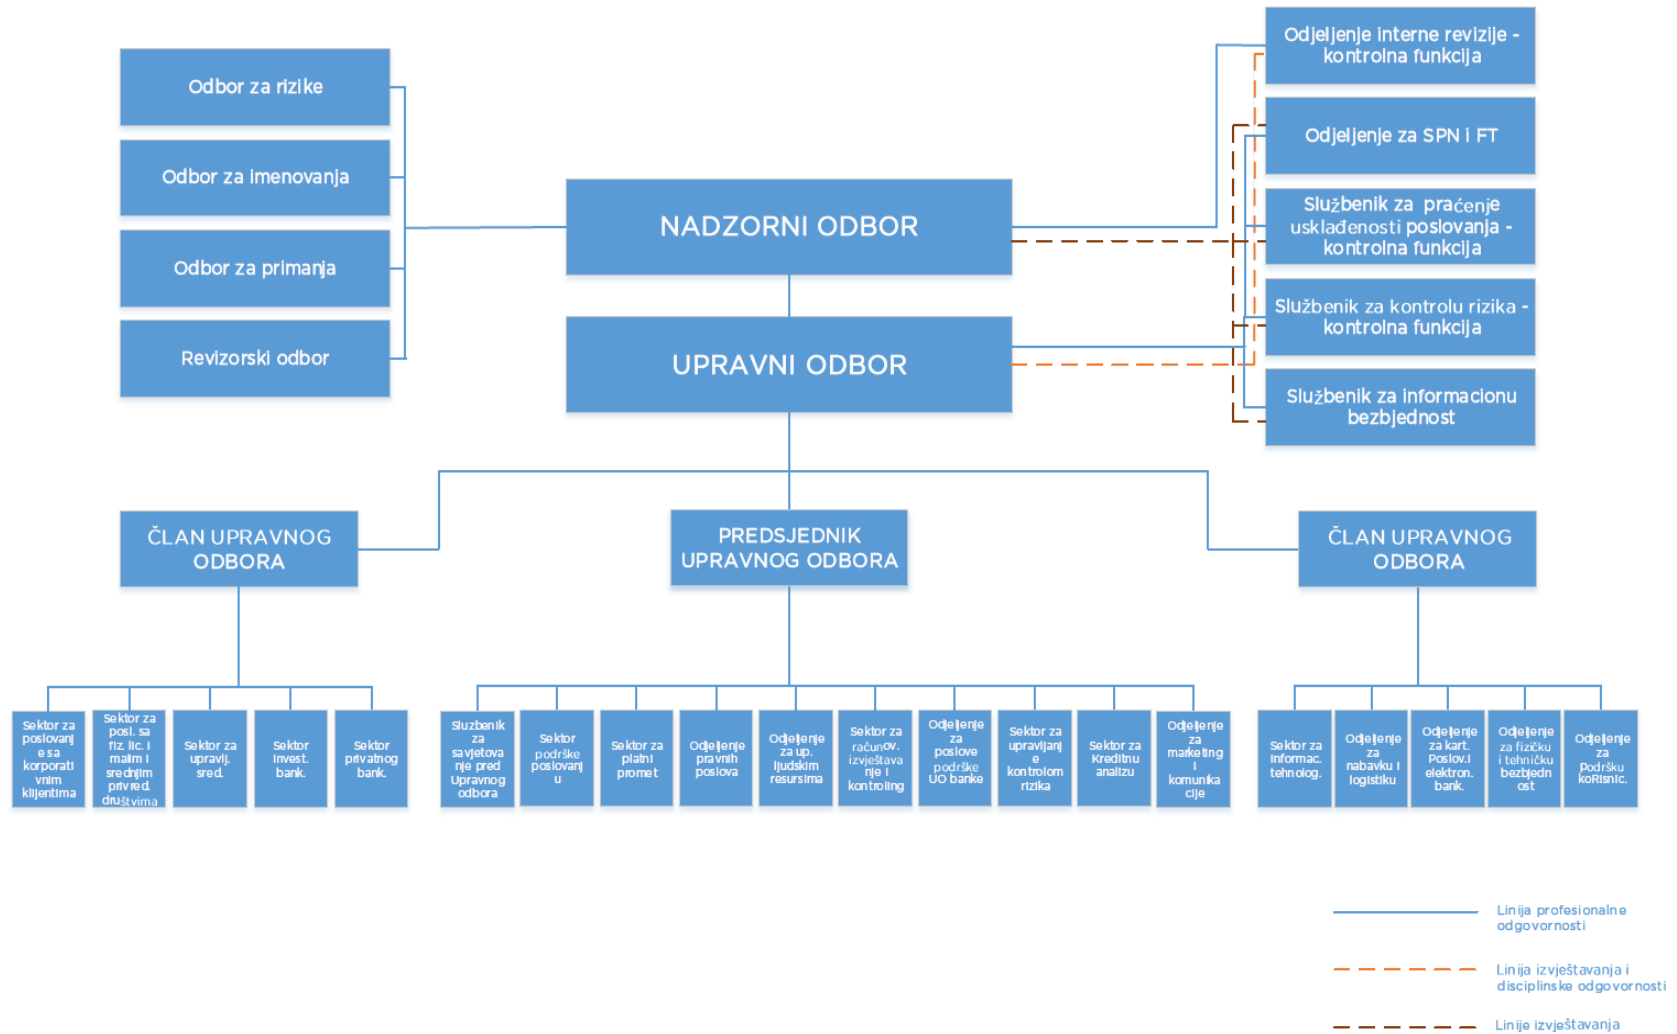 Odbor za rizike
Odbor za imenovanja
Odbor za primanja
Revizorski odbor
NADZORNI ODBOR
UPRAVNI ODBOR
Odjeljenje interne revizije -
kontrolna funkcija
Odjeljenje za SPN i FT
Službenik za praćenje
usklađenosti poslovanja -
kontrolna funkcija
Službenik za kontrolu rizika -
kontrolna funkcija
Službenik za informacionu
bezbjednost
ČLAN UPRAVNOG
ODBORA
PREDSJEDNIK
UPRAVNOG ODBORA
ČLAN UPRAVNOG
ODBORA
Sektor za
poslovanj
e sa
korporati
vnim
klijentima
Sektor za
posl. sa
fiz. lic. i
malim i
srednjim
privred.
društvima
Sektor za
upravlj.
sred.
Sektor
invest.
bank.
Sektor
privatnog
bank.
Sluzbenik
za
savjetova
nje pred
Upravnog
odbora
Sektor
podrške
poslovanj
u
Sektor za
platni
promet
Odjeljenje
pravnih
poslova
Odjeljenje
za up.
ljudskim
resursima
Sektor za
računov.
izvještava
nje i
kontroling
Odjeljenje
za
poslove
podrške
UO banke
Sektor za
upravljanj
e
kontrolom
rizika
Sektor za
Kreditnu
analizu
Odjeljenje
za
marketing
i
komunika
cije
Sektor za
Informac.
tehnolog.
Odjeljenje
za
nabavku i
logistiku
Odjeljenje
za kart.
Poslov.i
elektron.
bank.
Odjeljenje
za fizičku
i tehničku
bezbjedn
ost
Odjeljenje
za
podršku
koRisnic.
Linija profesionalne
odgovornosti
Linija izvještavanja i
disciplinske odgovornosti
Linije izvještavanja